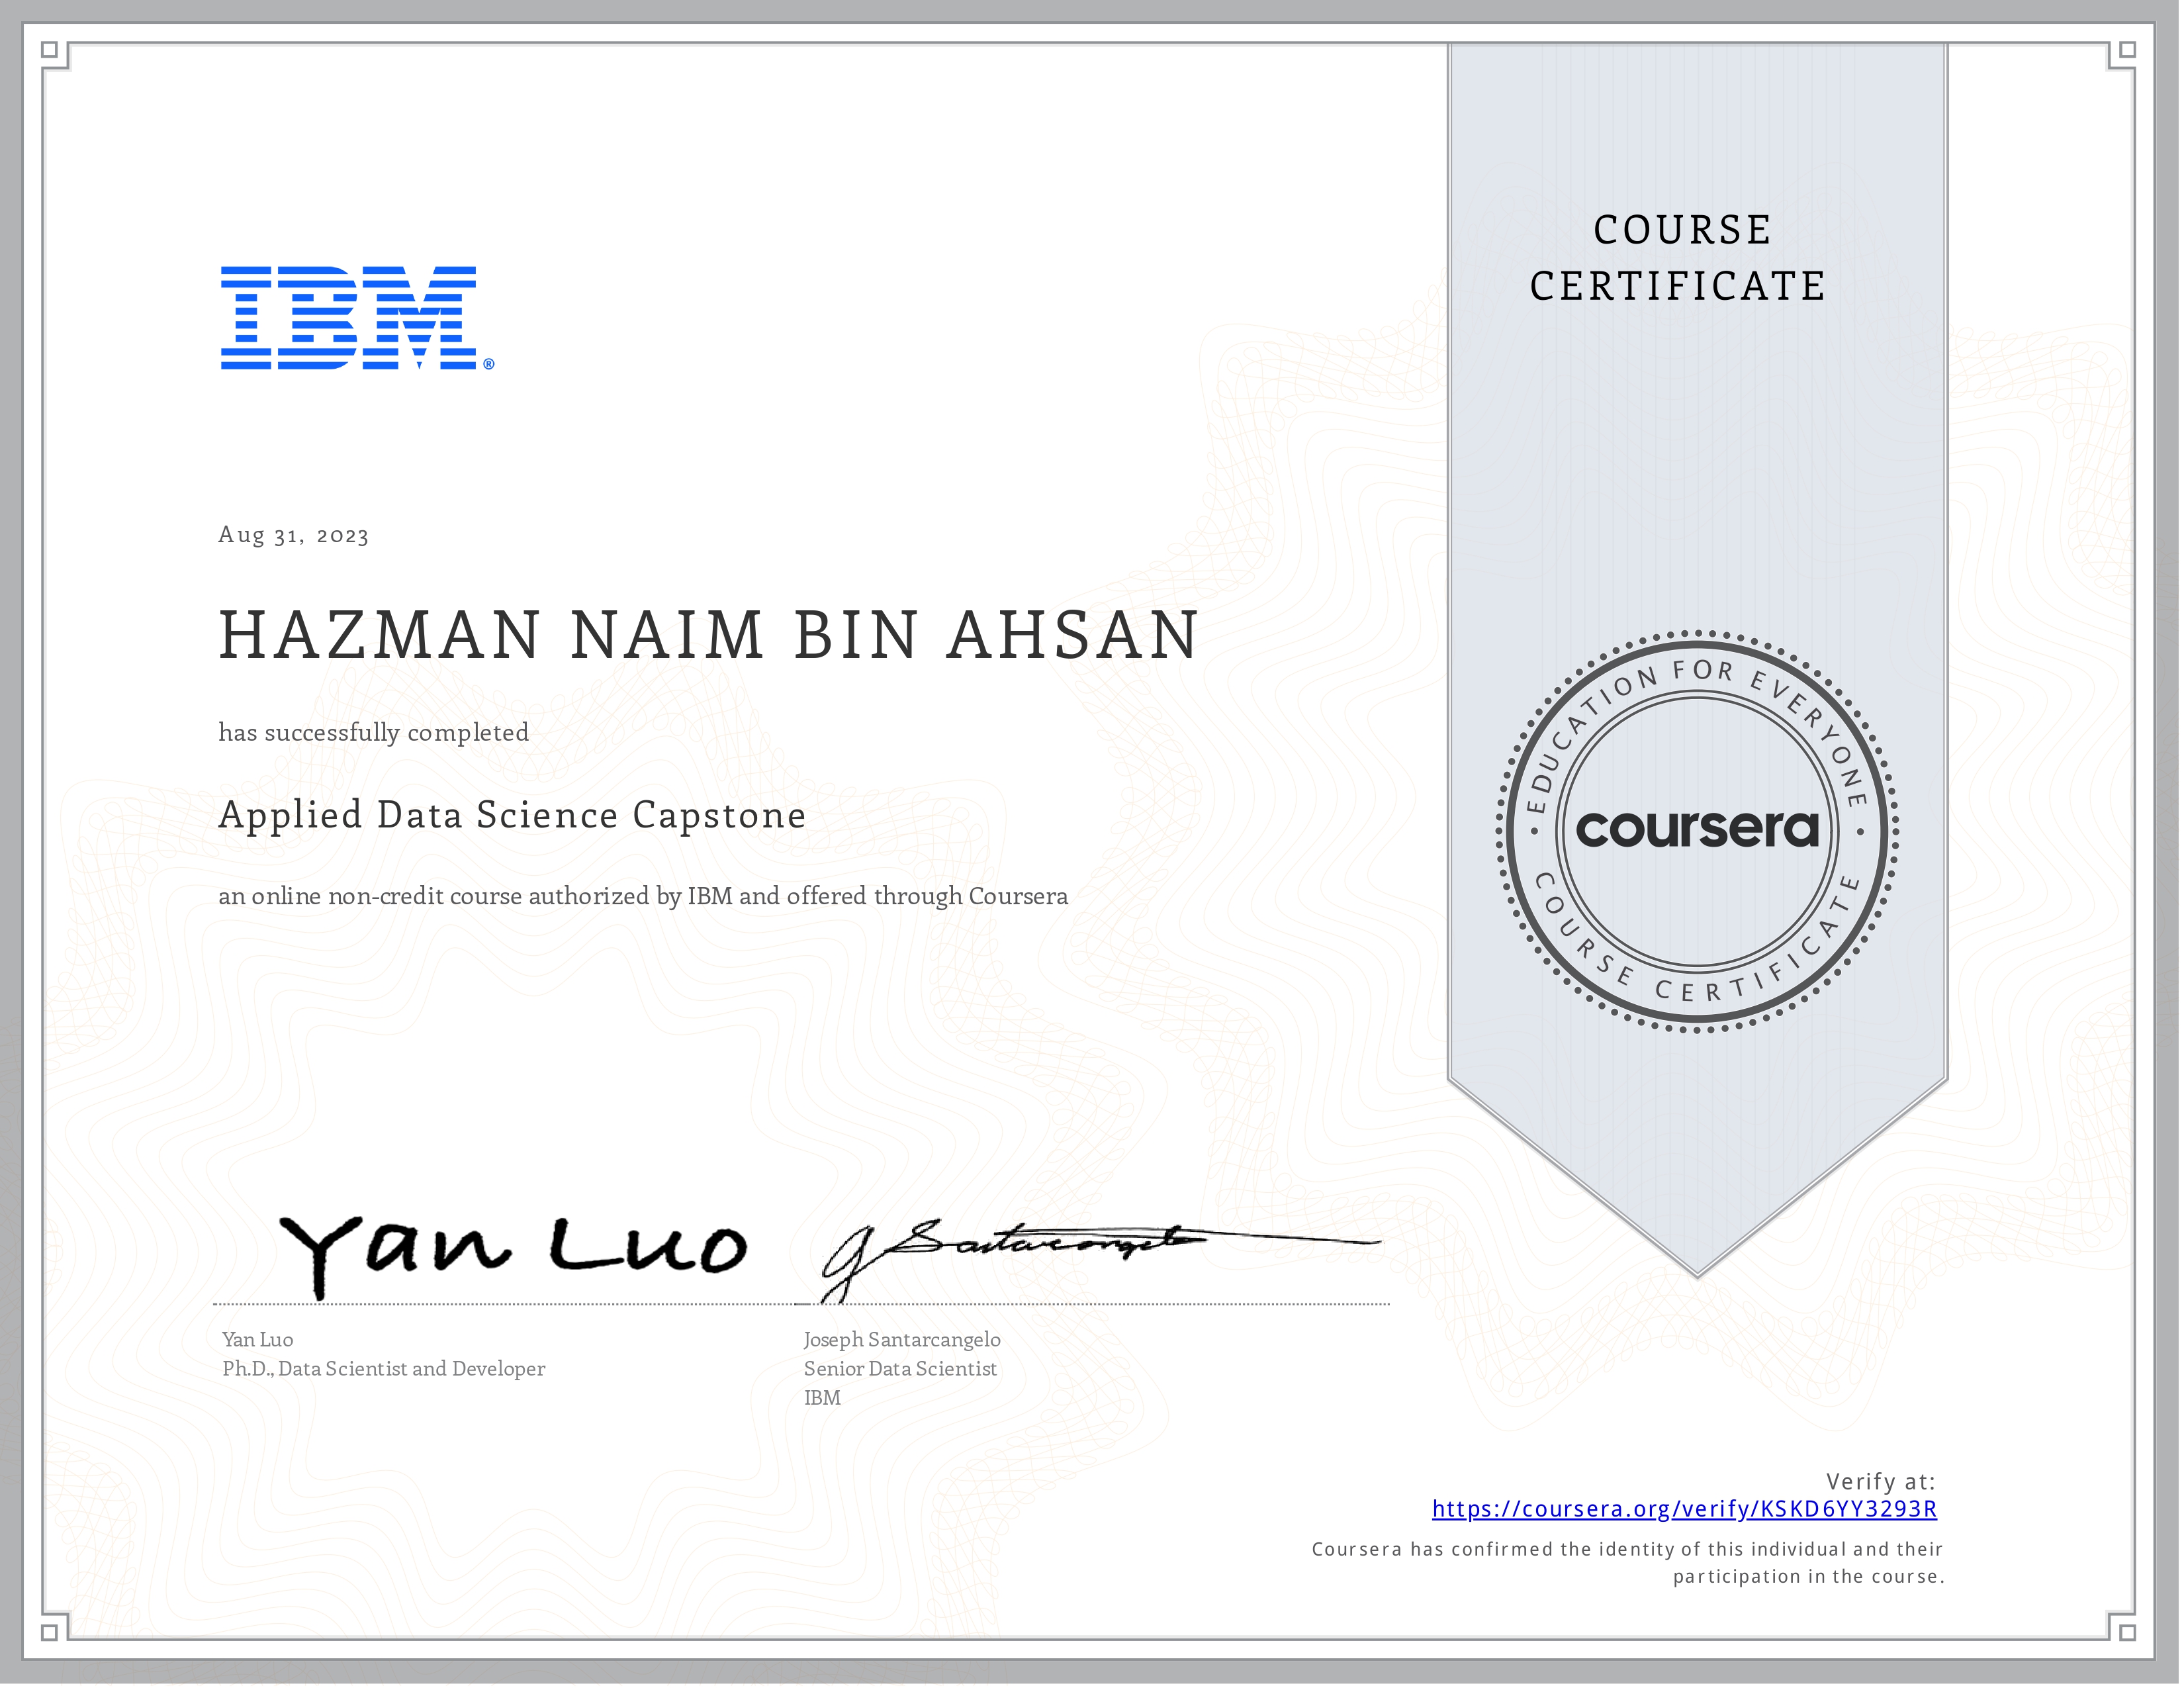 IBM®
COURSE
CERTIFICATE
Aug 31, 2023
HAZMAN NAIM BIN AHSAN
has successfully completed
Applied Data Science Capstone
an online non-credit course authorized by IBM and offered through Coursera
EDUCATION FOR EVERYONE
coursera
COURSE CERTIFICATE
Yan Luo
J Santarcangelo
Yan Luo
Ph.D., Data Scientist and Developer
Joseph Santarcangelo
Senior Data Scientist
IBM
Verify at:
https://coursera.org/verify/KSKD6YY3293R
Coursera has confirmed the identity of this individual and their
participation in the course.